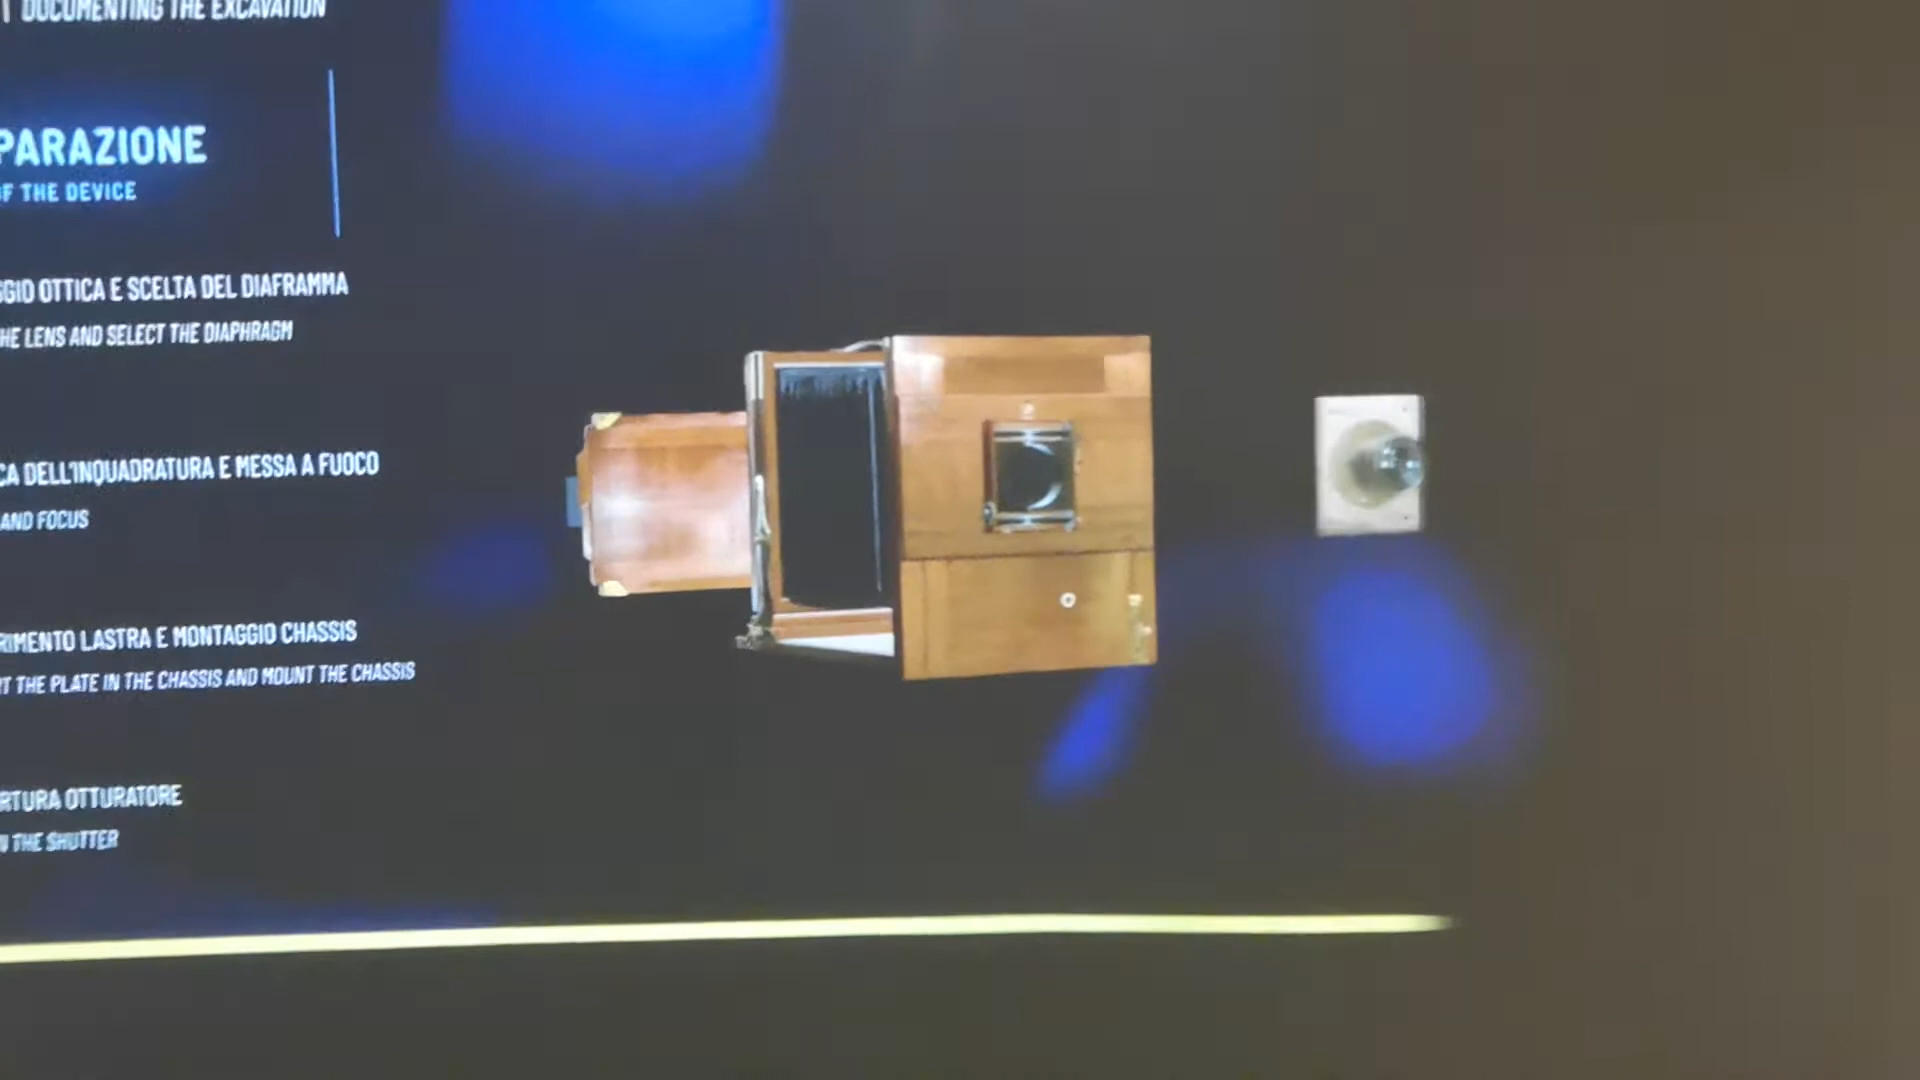 DOCUMENTING THE EXCAVATION
PARAZIONE
OF THE DEVICE
GGIO OTTICA E SCELTA DEL DIAFRAMMA
HE LENS AND SELECT THE DIAPHRAGM
CA DELL'INQUADRATURA E MESSA A FUOCO
AND FOCUS
RIMENTO LASTRA E MONTAGGIO CHASSIS
RT THE PLATE IN THE CHASSIS AND MOUNT THE CHASSIS
RTURA OTTURATORE
N THE SHUTTER